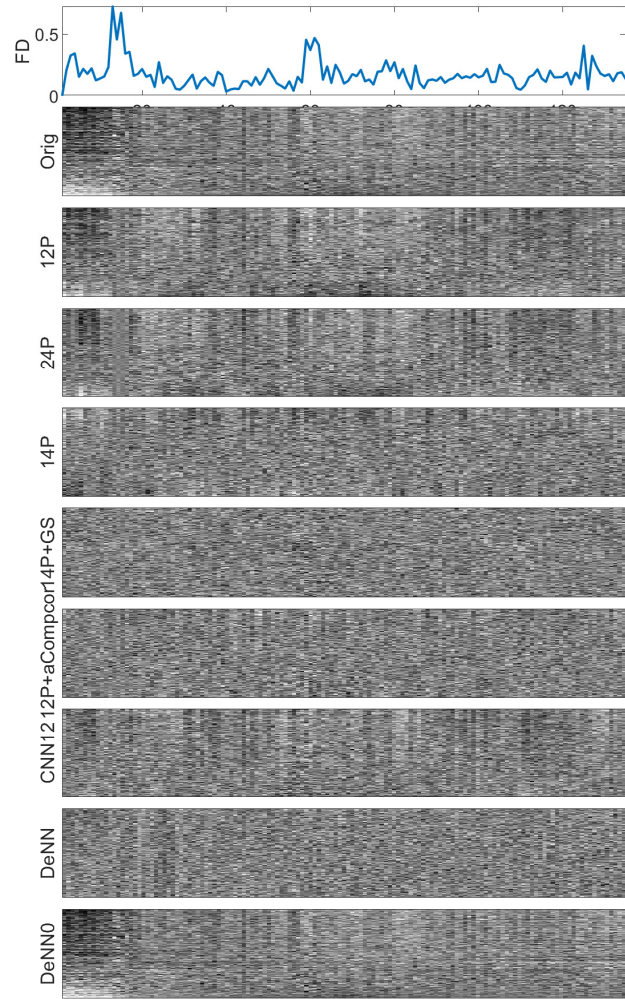 FD
0.5
0
Orig
12P
24P
14P
14P+GS
12P+aCompcor
CNN12
DeNN
DeNN0